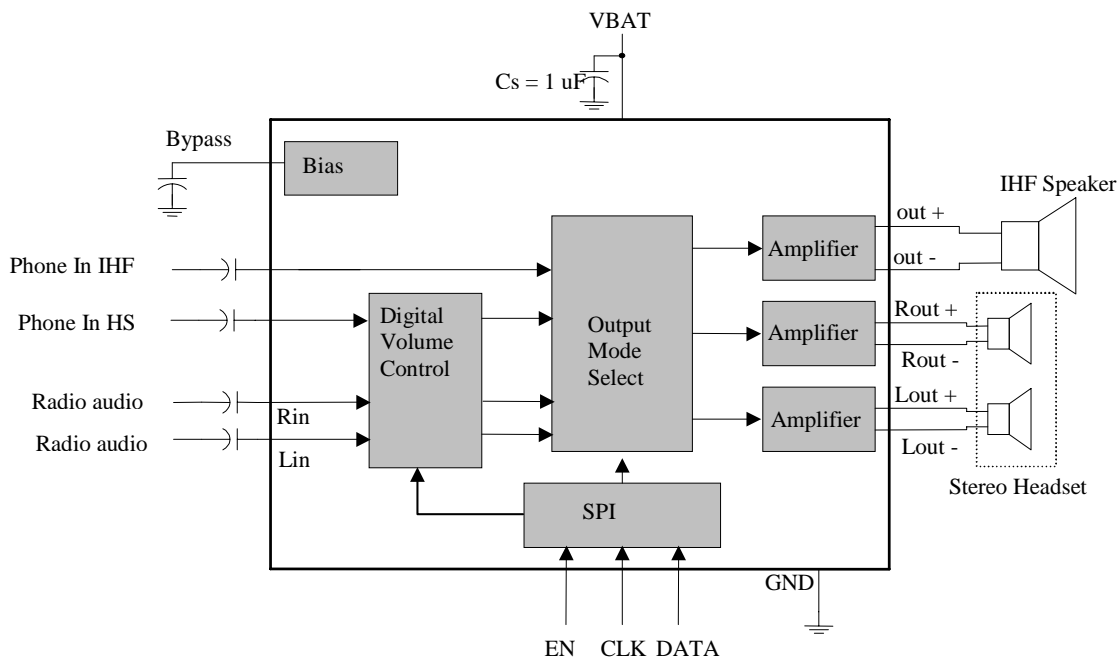 VBAT
Cs = 1 uF
Bypass
Bias
IHF Speaker
out +
out -
Amplifier
Phone In IHF
Phone In HS
Digital
Volume
Control
Output
Mode
Select
Rout +
Rout -
Amplifier
Radio audio
Rin
Radio audio
Lin
Lout +
Lout -
Amplifier
Stereo Headset
SPI
GND
EN
CLK
DATA